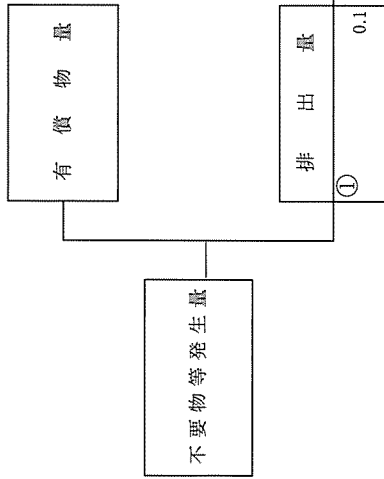 不要物等発生量
有償物量
排出量
①
0.1